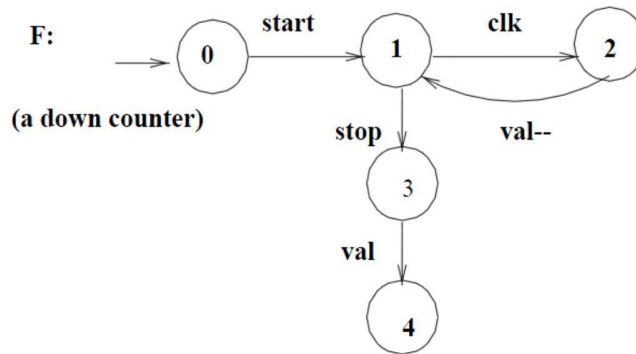 F:
start
clk
0
1
2
(a down counter)
stop
val--
3
val
4